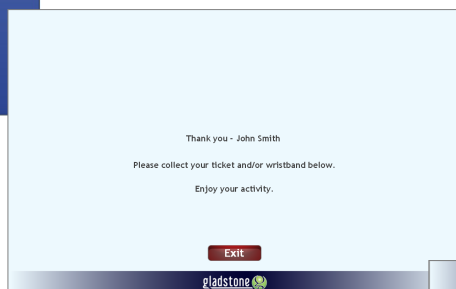 Thank you - John Smith
Please collect your ticket and/or wristband below.
Enjoy your activity.
Exit
gladstone